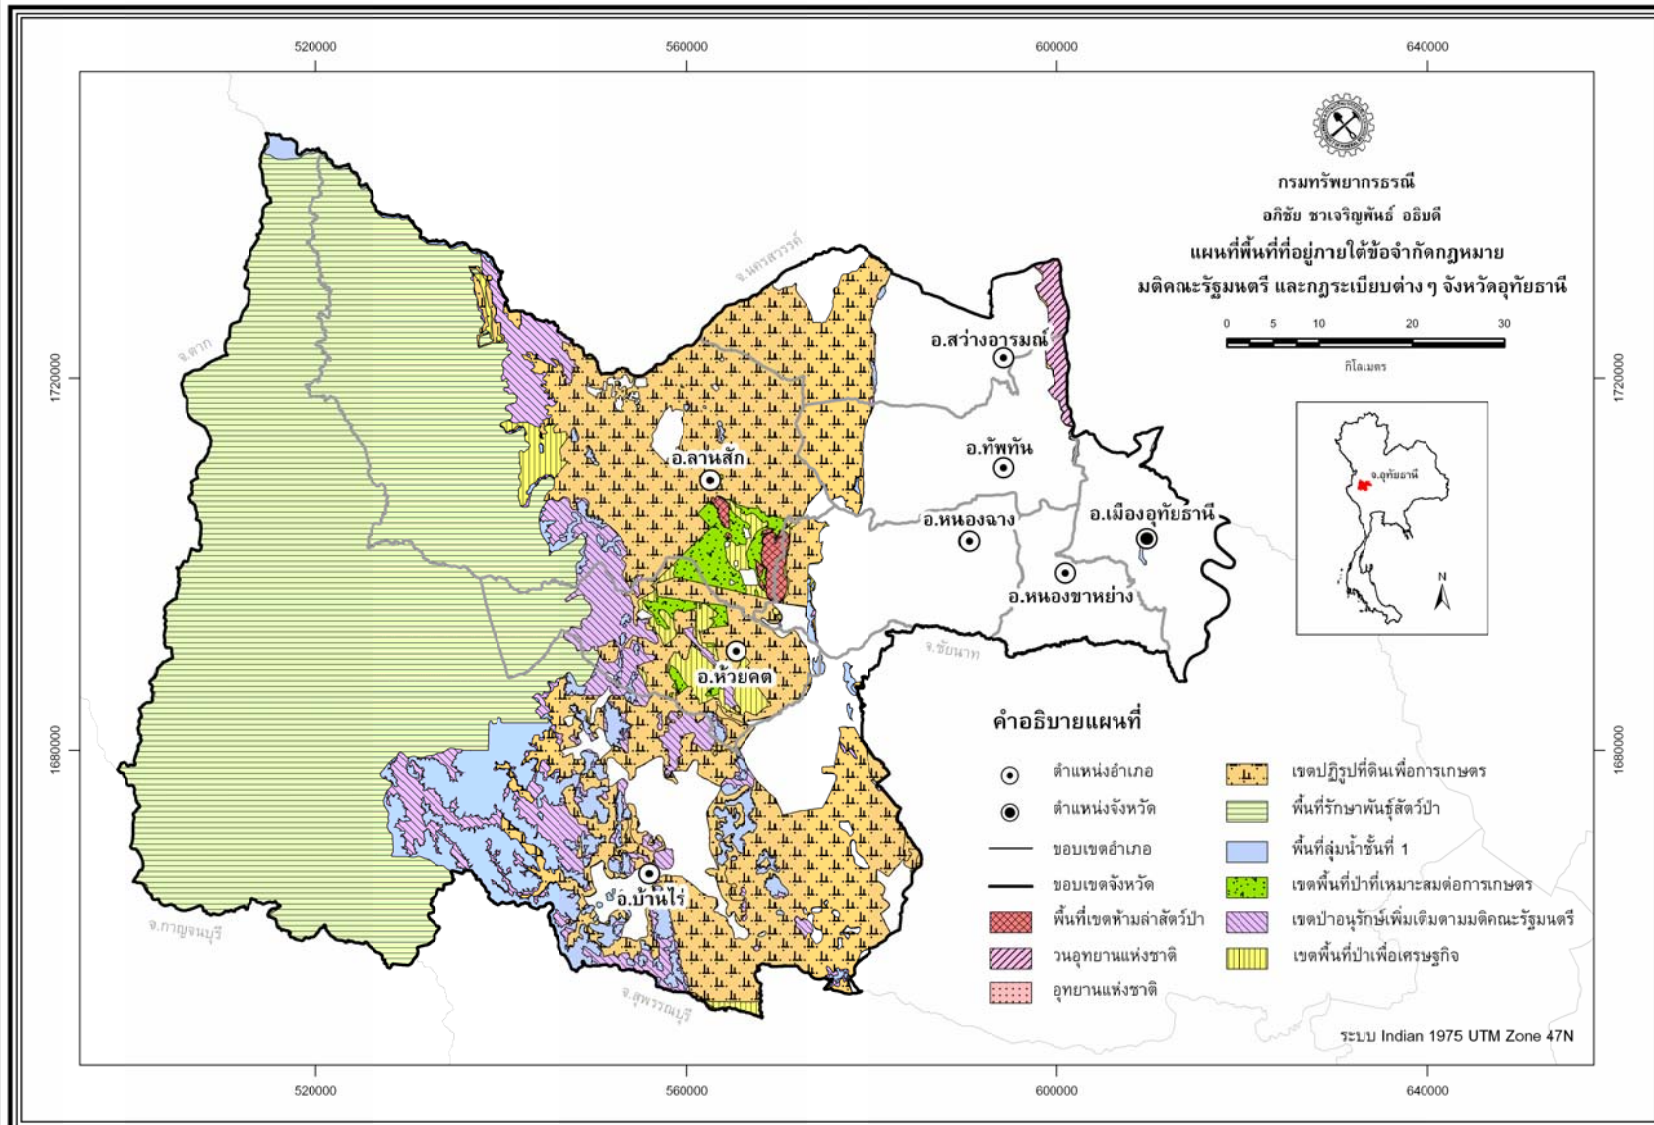 520000 560000 600000 640000
กรมทรัพยากรธรณี
อภิชัย ชวเจริญพันธ์ อธิบดี
แผนที่พื้นที่ที่อยู่ภายใต้ข้อจำกัดกฎหมาย
มติคณะรัฐมนตรี และกฎระเบียบต่าง ๆ จังหวัดอุทัยธานี
0 5 10 20 30
กิโลเมตร
จ.นครสวรรค์
จ.ตาก
อ.สว่างอารมณ์
1720000 1720000
อ.ทัพทัน
อ.ลานสัก
จ.อุทัยธานี
อ.หนองฉาง
อ.เมืองอุทัยธานี
N
อ.หนองขาหย่าง
จ.ชัยนาท
อ.ห้วยคต
1680000 1680000
อ.บ้านไร่
จ.กาญจนบุรี
จ.สุพรรณบุรี
คำอธิบายแผนที่
ตำแหน่งอำเภอ
ตำแหน่งจังหวัด
ขอบเขตอำเภอ
ขอบเขตจังหวัด
พื้นที่เขตห้ามล่าสัตว์ป่า
วนอุทยานแห่งชาติ
อุทยานแห่งชาติ
เขตปฏิรูปที่ดินเพื่อการเกษตร
พื้นที่รักษาพันธุ์สัตว์ป่า
พื้นที่ลุ่มน้ำชั้นที่ 1
เขตพื้นที่ป่าที่เหมาะสมต่อการเกษตร
เขตป่าอนุรักษ์เพิ่มเติมตามมติคณะรัฐมนตรี
เขตพื้นที่ป่าเพื่อเศรษฐกิจ
ระบบ Indian 1975 UTM Zone 47N
520000 560000 600000 640000